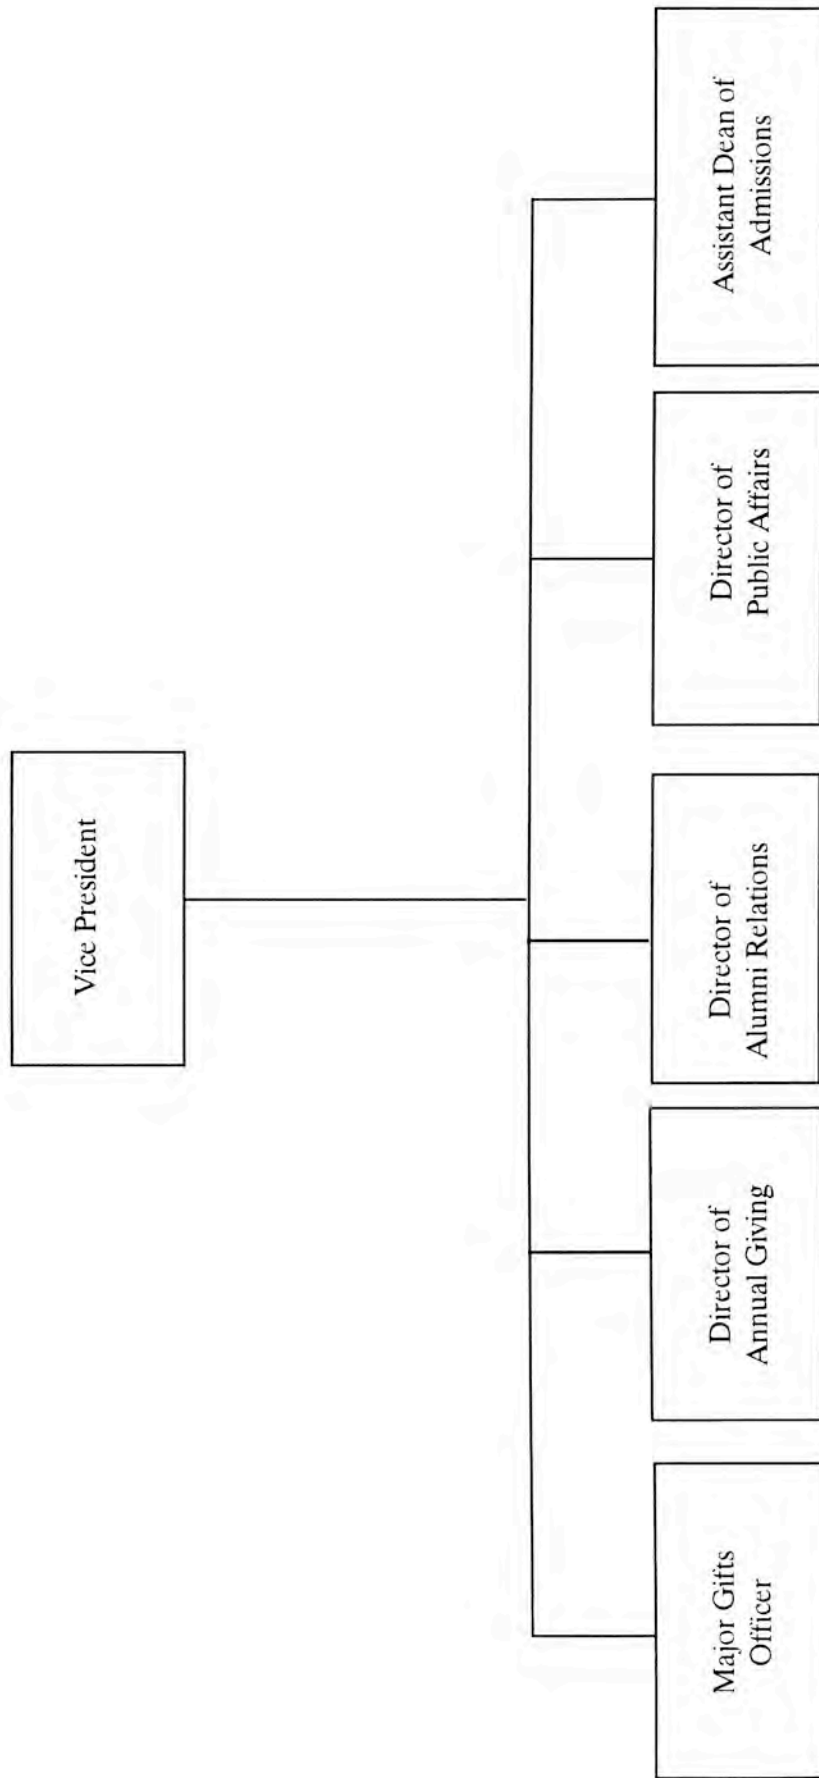 Vice President
Major Gifts
Officer
Director of
Annual Giving
Director of
Alumni Relations
Director of
Public Affairs
Assistant Dean of
Admissions